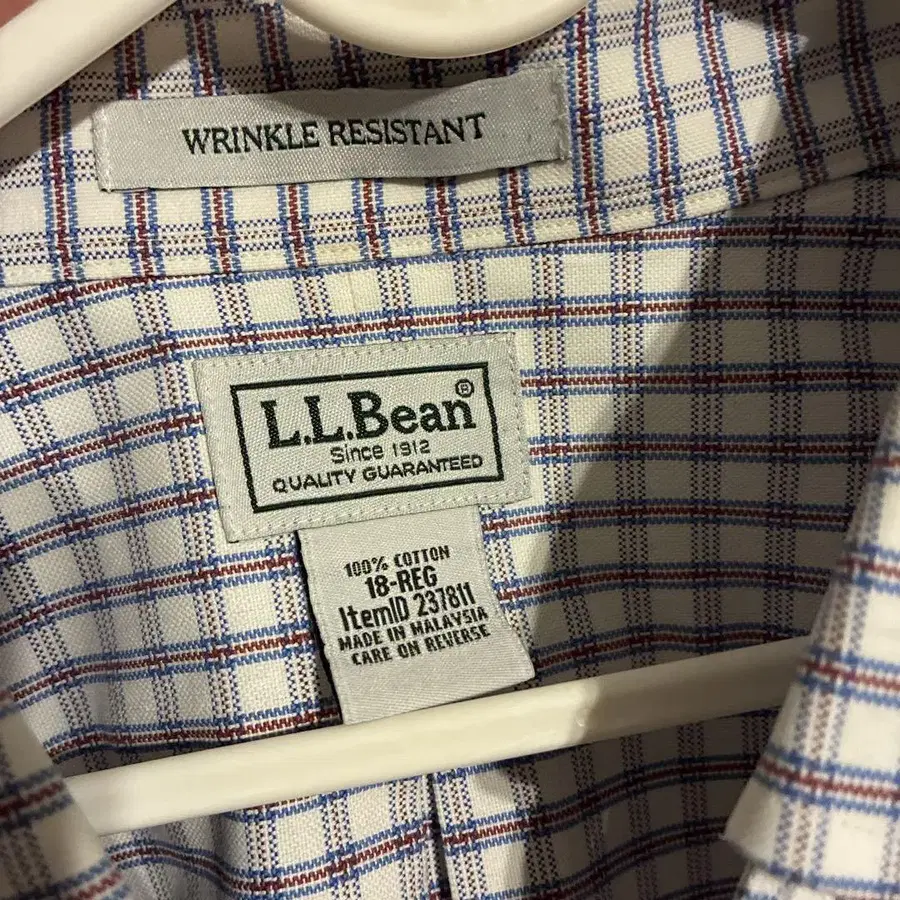 WRINKLE RESISTANT
L.L.Bean®
Since 1912
QUALITY GUARANTEED
100% COTTON
18-REG
ItemID 237811
MADE IN MALAYSIA
CARE ON REVERSE